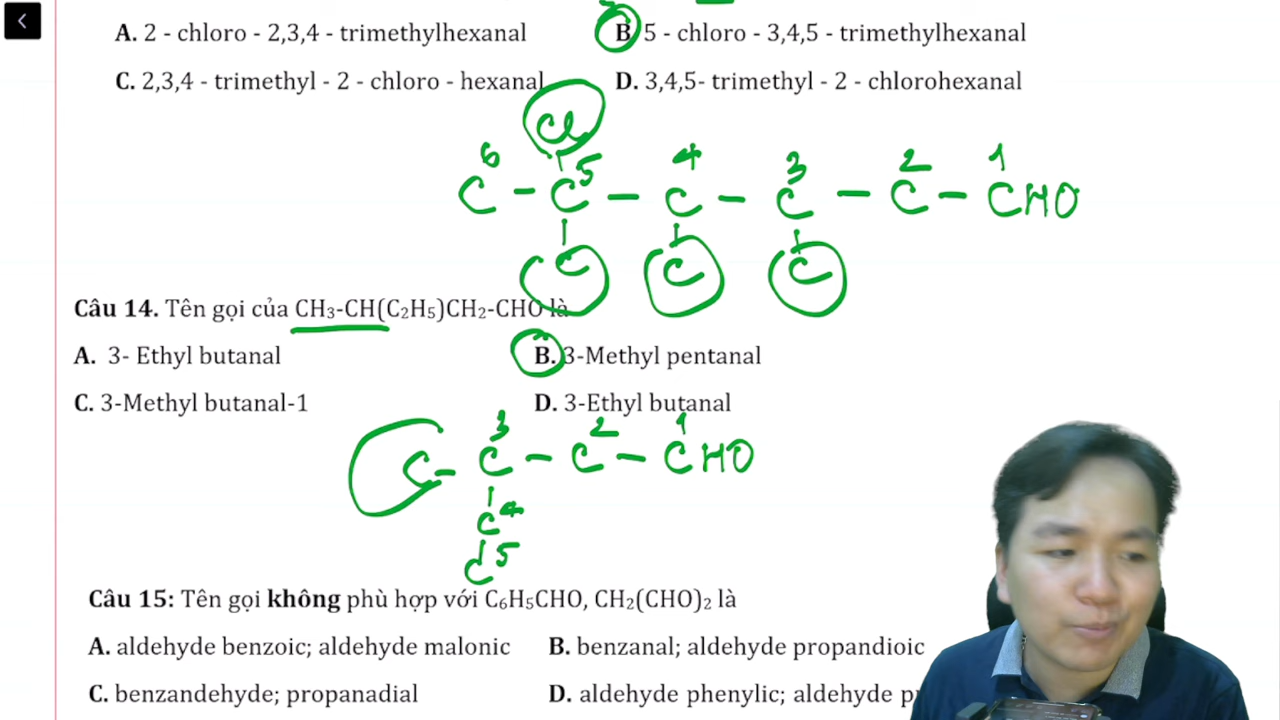 A. 2 - chloro - 2,3,4 - trimethylhexanal B. 5 - chloro - 3,4,5 - trimethylhexanal
C. 2,3,4 - trimethyl - 2 - chloro - hexanal D. 3,4,5- trimethyl - 2 - chlorohexanal
Cl
6 5 4 3 2 1
C - C - C - C - C - CHO
C C C
Câu 14. Tên gọi của CH₃-CH(C₂H₅)CH₂-CHO là
A. 3- Ethyl butanal B. 3-Methyl pentanal
C. 3-Methyl butanal-1 D. 3-Ethyl butanal
3 2 1
C - C - C - CHO
C 4
C 5
Câu 15: Tên gọi không phù hợp với C₆H₅CHO, CH₂(CHO)₂ là
A. aldehyde benzoic; aldehyde malonic B. benzanal; aldehyde propandioic
C. benzandehyde; propanadial D. aldehyde phenylic; aldehyde